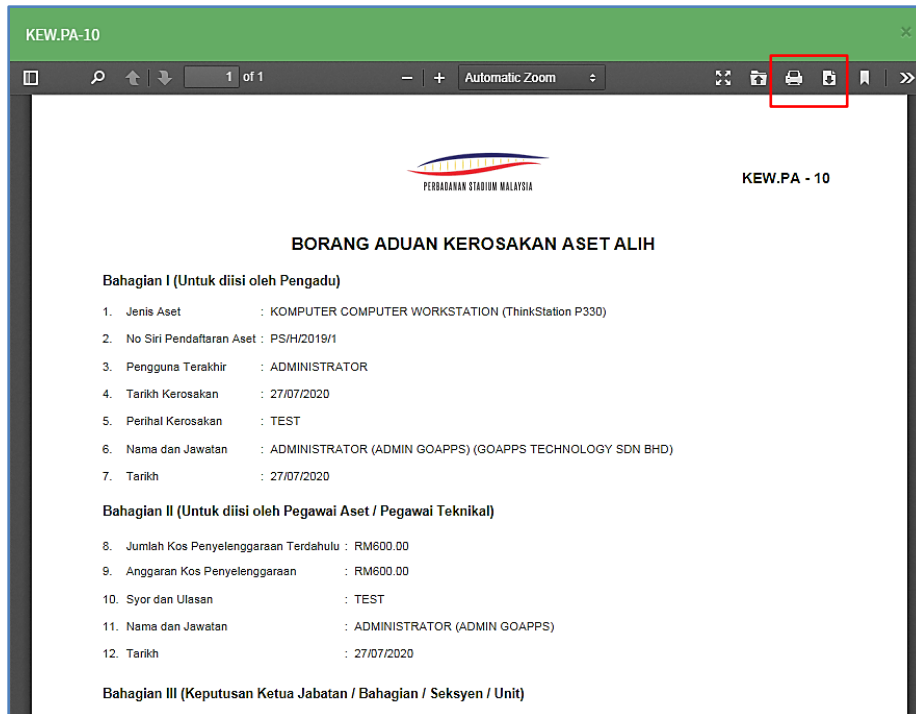 KEW.PA-10
1 of 1
Automatic Zoom
PERBADANAN STADIUM MALAYSIA
KEW.PA - 10
BORANG ADUAN KEROSAKAN ASET ALIH
Bahagian I (Untuk diisi oleh Pengadu)
1. Jenis Aset : KOMPUTER COMPUTER WORKSTATION (ThinkStation P330)
2. No Siri Pendaftaran Aset : PS/H/2019/1
3. Pengguna Terakhir : ADMINISTRATOR
4. Tarikh Kerosakan : 27/07/2020
5. Perihal Kerosakan : TEST
6. Nama dan Jawatan : ADMINISTRATOR (ADMIN GOAPPS) (GOAPPS TECHNOLOGY SDN BHD)
7. Tarikh : 27/07/2020
Bahagian II (Untuk diisi oleh Pegawai Aset / Pegawai Teknikal)
8. Jumlah Kos Penyelenggaraan Terdahulu : RM600.00
9. Anggaran Kos Penyelenggaraan : RM600.00
10. Syor dan Ulasan : TEST
11. Nama dan Jawatan : ADMINISTRATOR (ADMIN GOAPPS)
12. Tarikh : 27/07/2020
Bahagian III (Keputusan Ketua Jabatan / Bahagian / Seksyen / Unit)